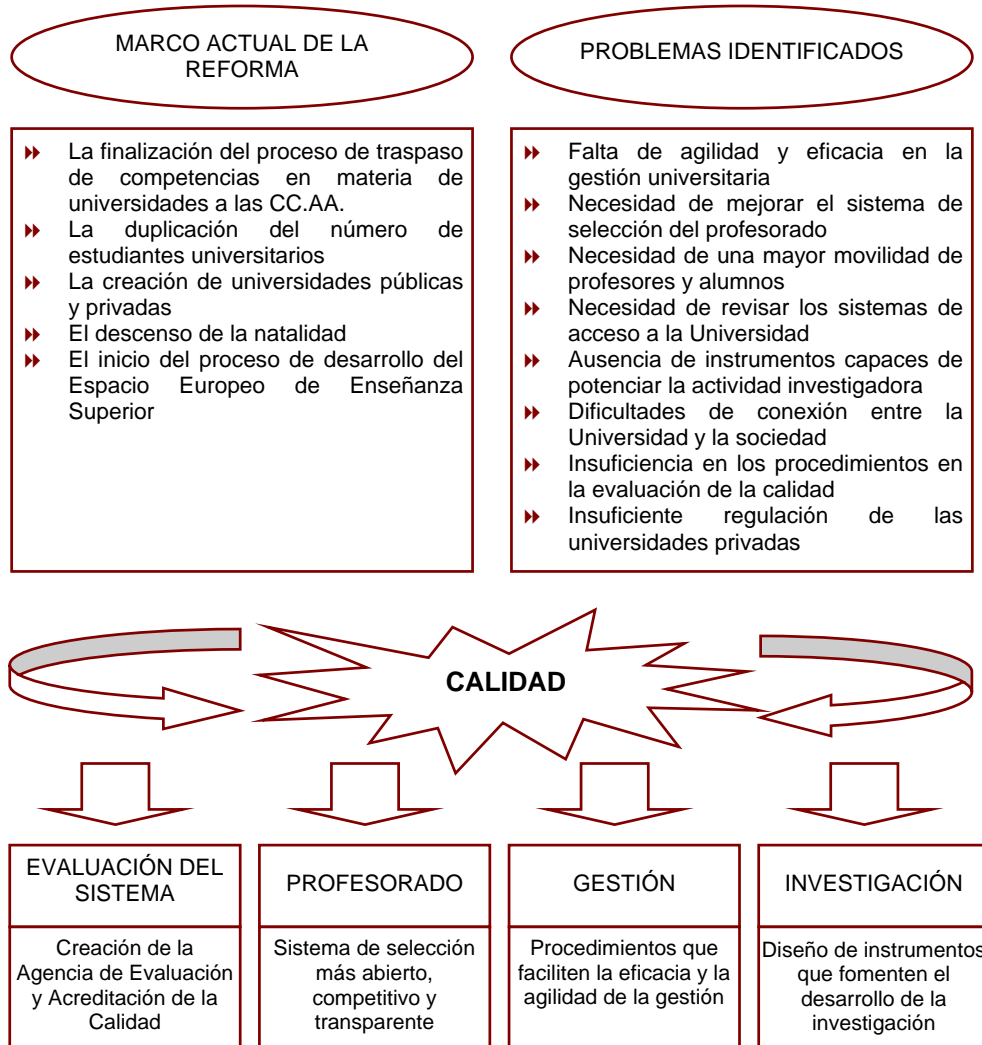 MARCO ACTUAL DE LA
REFORMA
PROBLEMAS IDENTIFICADOS
La finalización del proceso de traspaso
de competencias en materia de
universidades a las CC.AA.
La duplicación del número de
estudiantes universitarios
La creación de universidades públicas
y privadas
El descenso de la natalidad
El inicio del proceso de desarrollo del
Espacio Europeo de Enseñanza
Superior
Falta de agilidad y eficacia en la
gestión universitaria
Necesidad de mejorar el sistema de
selección del profesorado
Necesidad de una mayor movilidad de
profesores y alumnos
Necesidad de revisar los sistemas de
acceso a la Universidad
Ausencia de instrumentos capaces de
potenciar la actividad investigadora
Dificultades de conexión entre la
Universidad y la sociedad
Insuficiencia en los procedimientos en
la evaluación de la calidad
Insuficiente regulación de las
universidades privadas
CALIDAD
EVALUACIÓN DEL
SISTEMA
Creación de la
Agencia de Evaluación
y Acreditación de la
Calidad
PROFESORADO
Sistema de selección
más abierto,
competitivo y
transparente
GESTIÓN
Procedimientos que
faciliten la eficacia y la
agilidad de la gestión
INVESTIGACIÓN
Diseño de instrumentos
que fomenten el
desarrollo de la
investigación